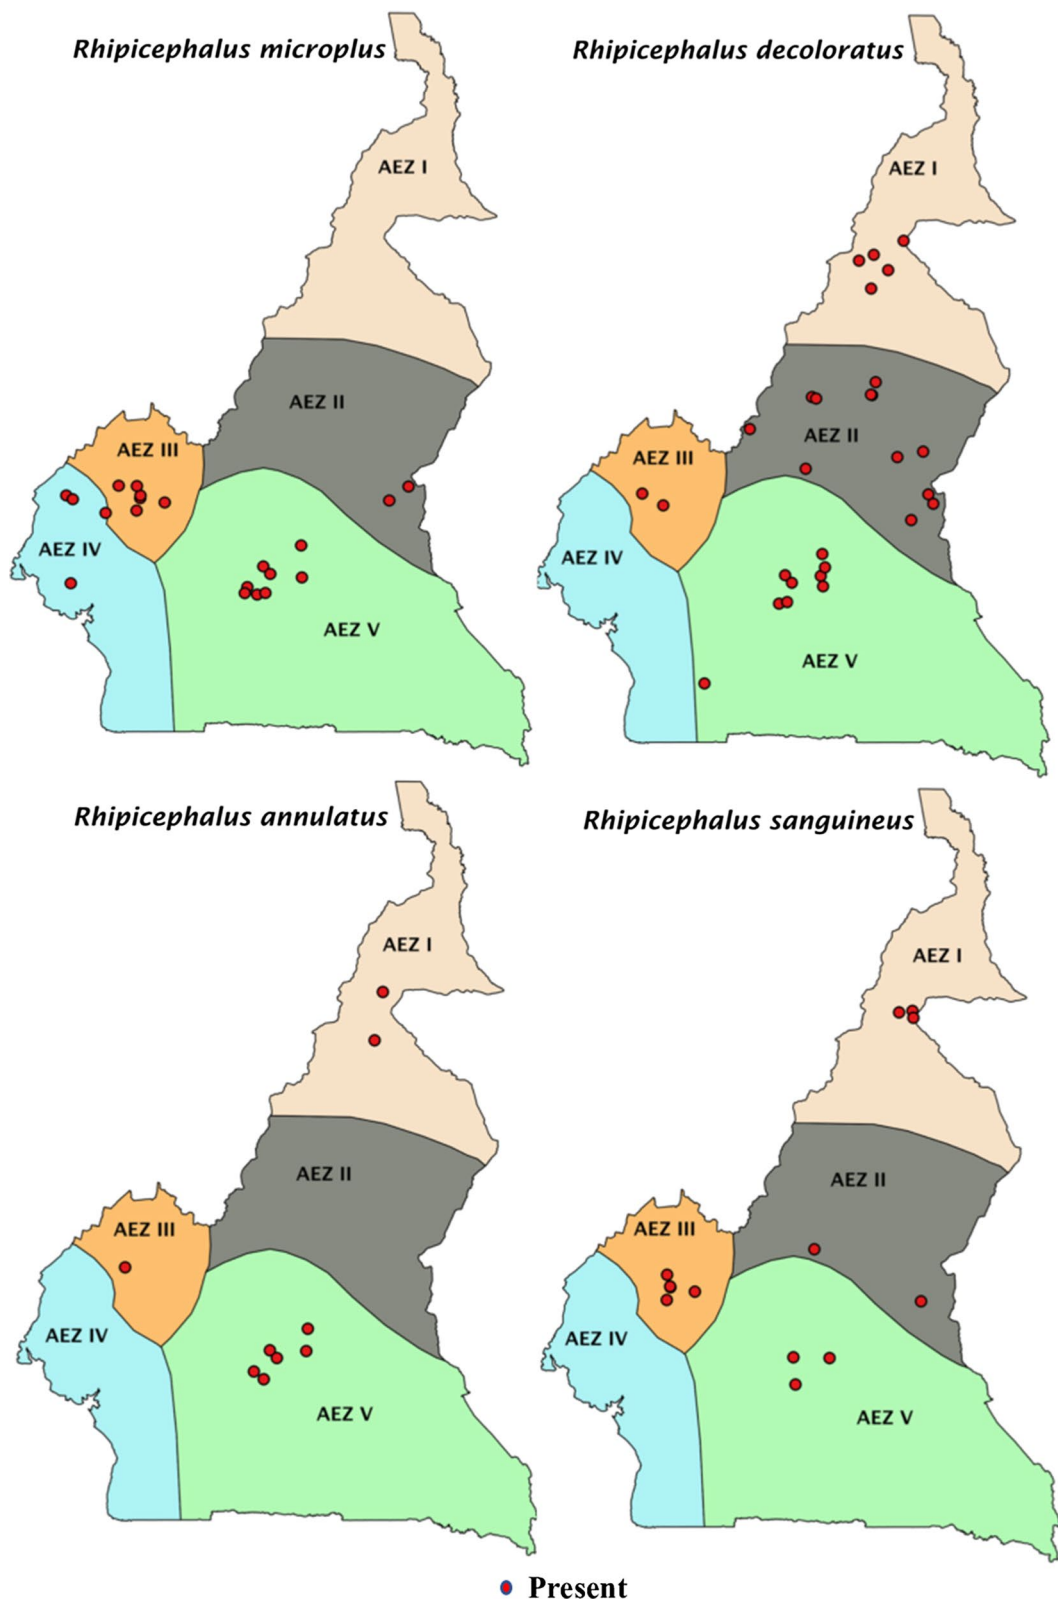 Rhipicephalus microplus
AEZ I
AEZ II
AEZ III
AEZ IV
AEZ V
Rhipicephalus decoloratus
AEZ I
AEZ II
AEZ III
AEZ IV
AEZ V
Rhipicephalus annulatus
AEZ I
AEZ II
AEZ III
AEZ IV
AEZ V
Rhipicephalus sanguineus
AEZ I
AEZ II
AEZ III
AEZ IV
AEZ V
Present